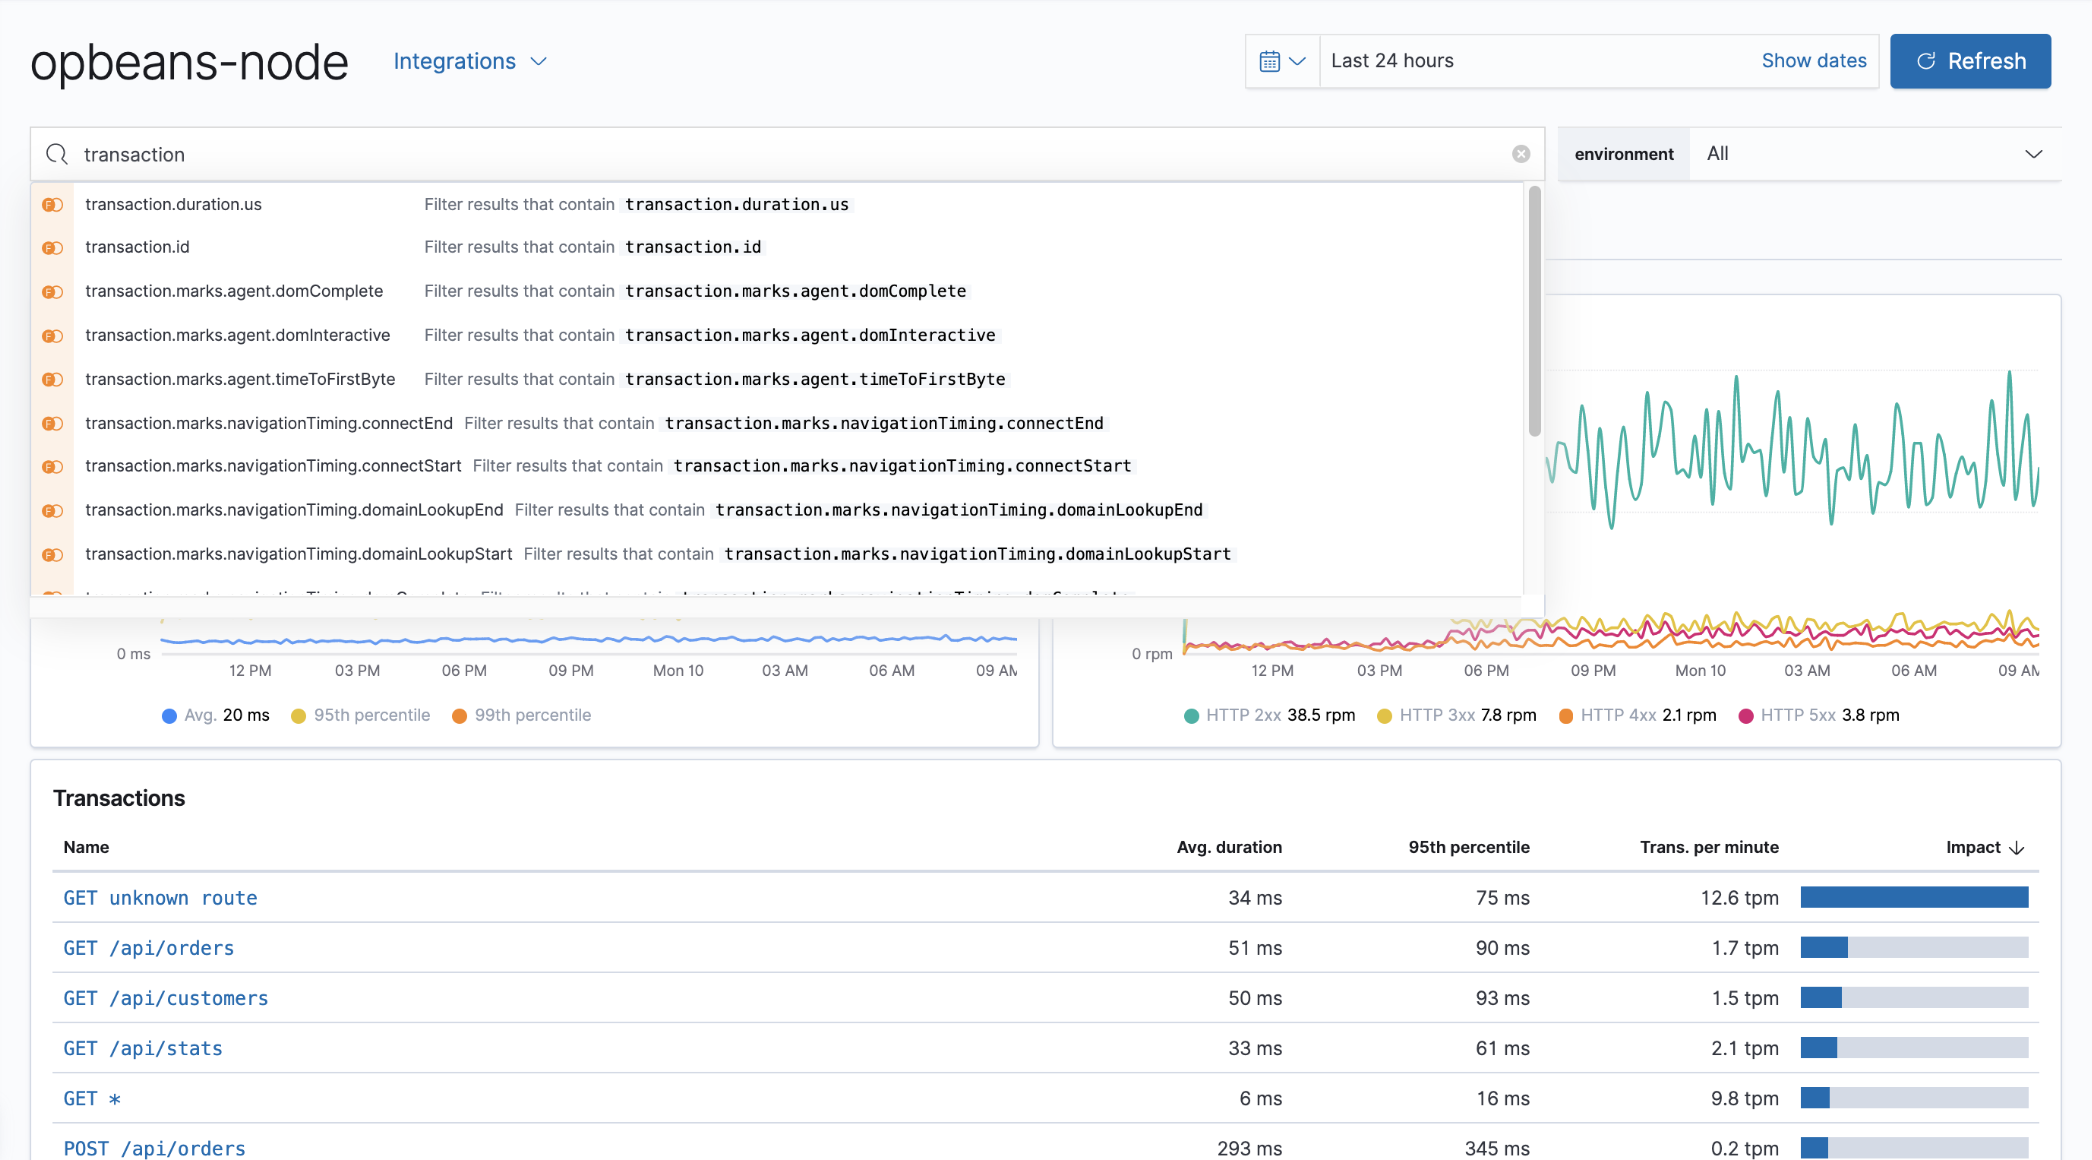 opbeans-node Integrations Last 24 hours Show dates Refresh
transaction environment All
transaction.duration.us Filter results that contain transaction.duration.us
transaction.id Filter results that contain transaction.id
transaction.marks.agent.domComplete Filter results that contain transaction.marks.agent.domComplete
transaction.marks.agent.domInteractive Filter results that contain transaction.marks.agent.domInteractive
transaction.marks.agent.timeToFirstByte Filter results that contain transaction.marks.agent.timeToFirstByte
transaction.marks.navigationTiming.connectEnd Filter results that contain transaction.marks.navigationTiming.connectEnd
transaction.marks.navigationTiming.connectStart Filter results that contain transaction.marks.navigationTiming.connectStart
transaction.marks.navigationTiming.domainLookupEnd Filter results that contain transaction.marks.navigationTiming.domainLookupEnd
transaction.marks.navigationTiming.domainLookupStart Filter results that contain transaction.marks.navigationTiming.domainLookupStart
0 ms
12 PM 03 PM 06 PM 09 PM Mon 10 03 AM 06 AM 09 AM
Avg. 20 ms 95th percentile 99th percentile
0 rpm
12 PM 03 PM 06 PM 09 PM Mon 10 03 AM 06 AM 09 AM
HTTP 2xx 38.5 rpm HTTP 3xx 7.8 rpm HTTP 4xx 2.1 rpm HTTP 5xx 3.8 rpm
Transactions
Name Avg. duration 95th percentile Trans. per minute Impact
GET unknown route 34 ms 75 ms 12.6 tpm
GET /api/orders 51 ms 90 ms 1.7 tpm
GET /api/customers 50 ms 93 ms 1.5 tpm
GET /api/stats 33 ms 61 ms 2.1 tpm
GET * 6 ms 16 ms 9.8 tpm
POST /api/orders 293 ms 345 ms 0.2 tpm